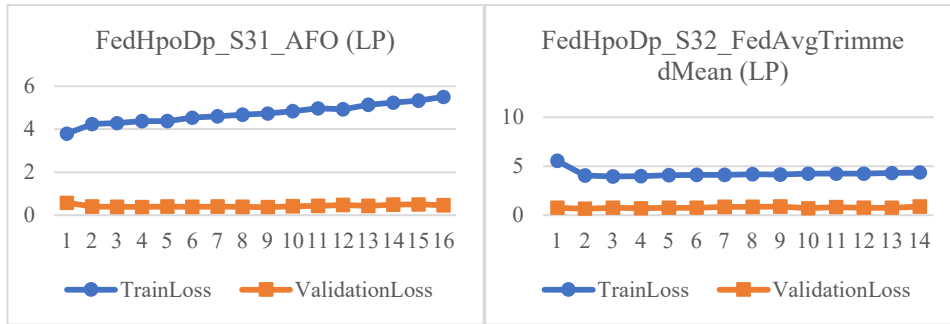 FedHpoDp_S31_AFO (LP)
6
4
2
0
1 2 3 4 5 6 7 8 9 10 11 12 13 14 15 16
TrainLoss ValidationLoss
FedHpoDp_S32_FedAvgTrimme
dMean (LP)
10
5
0
1 2 3 4 5 6 7 8 9 10 11 12 13 14
TrainLoss ValidationLoss